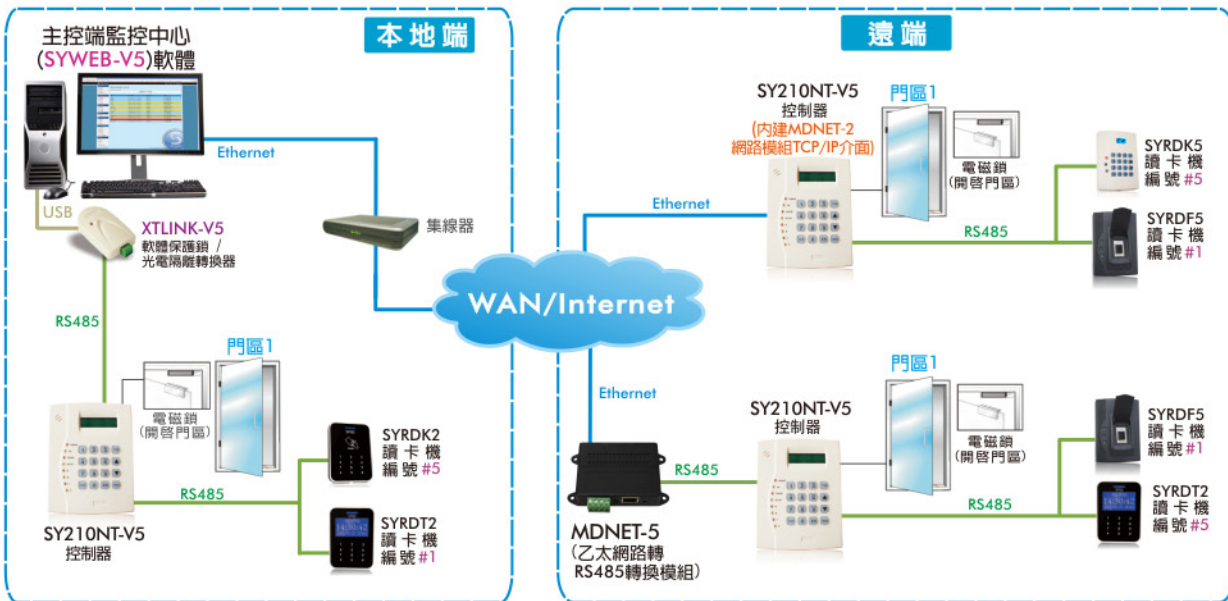 本地端
主控端監控中心
(SYWEB-V5)軟體
Ethernet
USB
XTLINK-V5
軟體保護鎖 /
光電隔離轉換器
集線器
RS485
門區1
電磁鎖
(開啓門區)
SYRDK2
讀卡機
編號#5
RS485
SYRDT2
讀卡機
編號#1
SY210NT-V5
控制器
WAN/Internet
遠端
SY210NT-V5
控制器
(內建MDNET-2
網路模組TCP/IP介面)
門區1
電磁鎖
(開啓門區)
SYRDK5
讀卡機
編號#5
Ethernet
RS485
SYRDF5
讀卡機
編號#1
Ethernet
門區1
SY210NT-V5
控制器
電磁鎖
(開啓門區)
SYRDF5
讀卡機
編號#1
RS485
RS485
SYRDT2
讀卡機
編號#5
MDNET-5
(乙太網路轉
RS485轉換模組)